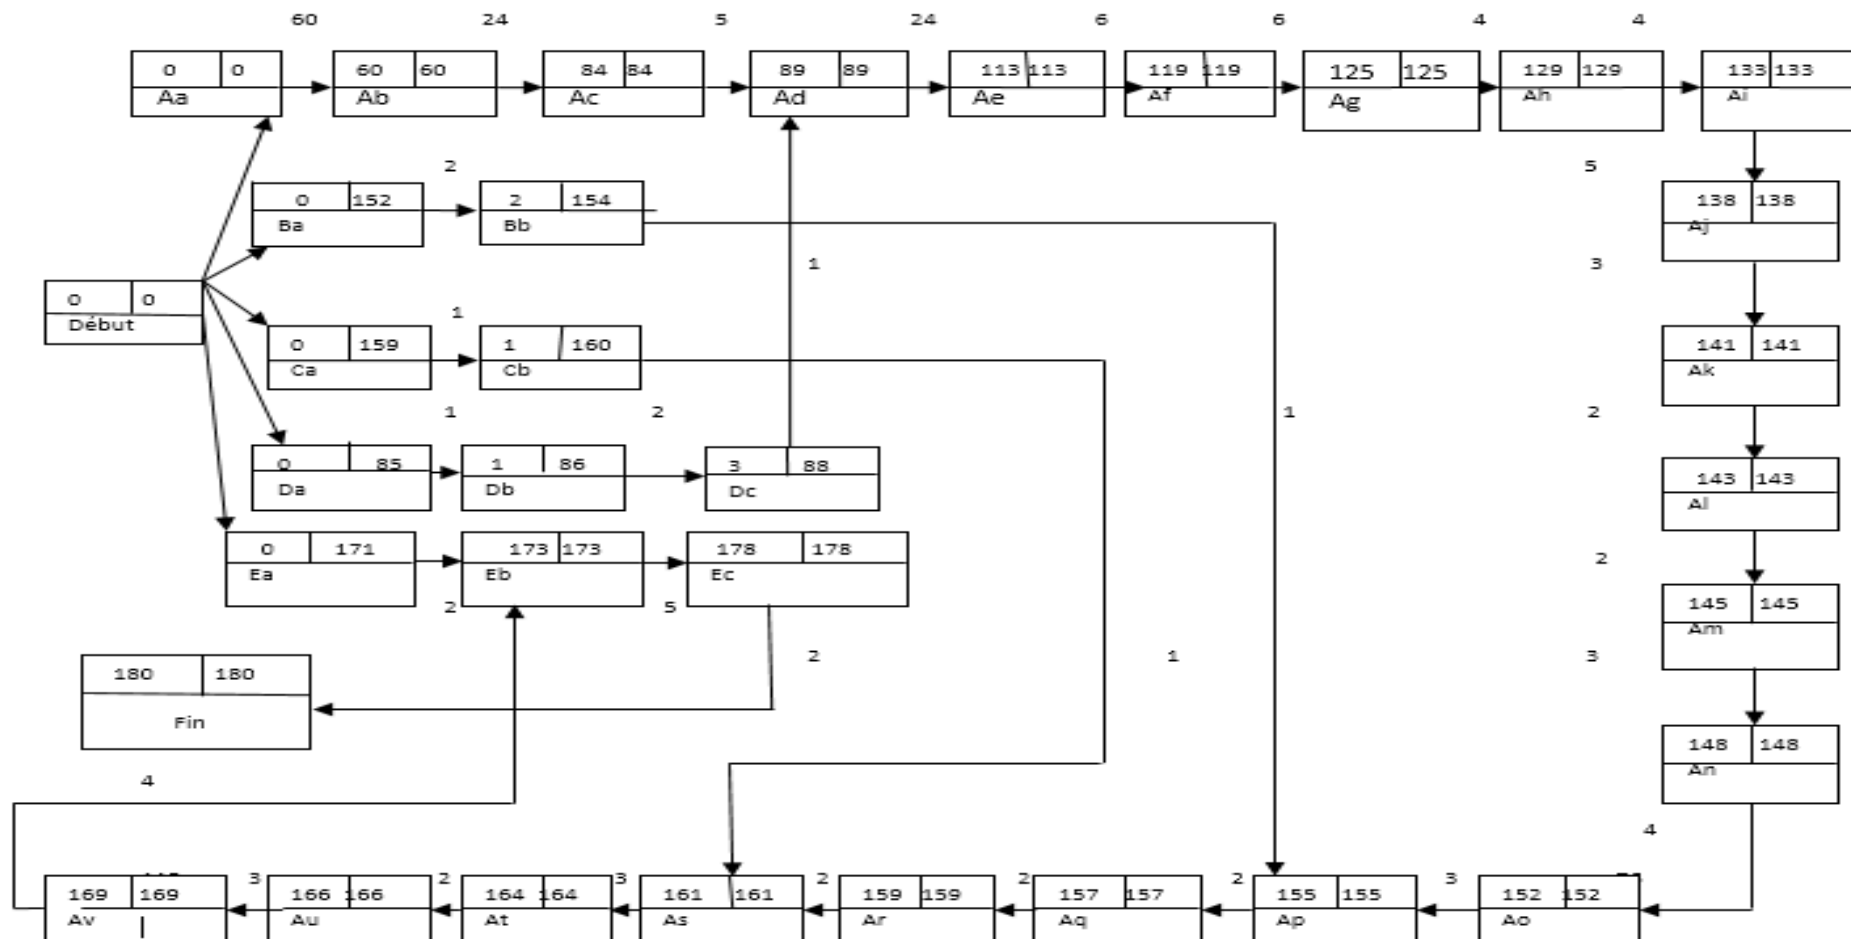 60 24 5 24 6 6 4 4
0 0 60 60 84 84 89 89 113 113 119 119 125 125 129 129 133 133
Aa Ab Ac Ad Ae Af Ag Ah Ai
2 5
0 152 2 154 138 138
Ba Bb Aj
1 3
0 0
Début
1
0 159 1 160 141 141
Ca Cb Ak
1 2 1 2
0 85 1 86 3 88 143 143
Da Db Dc Al
0 171 173 173 178 178 2
Ea Eb Ec
2 5 145 145
Am
2 1 3
180 180
Fin
148 148
An
4
4
3 2 3 2 2 2 3
169 169 166 166 164 164 161 161 159 159 157 157 155 155 152 152
Av Au At As Ar Aq Ap Ao